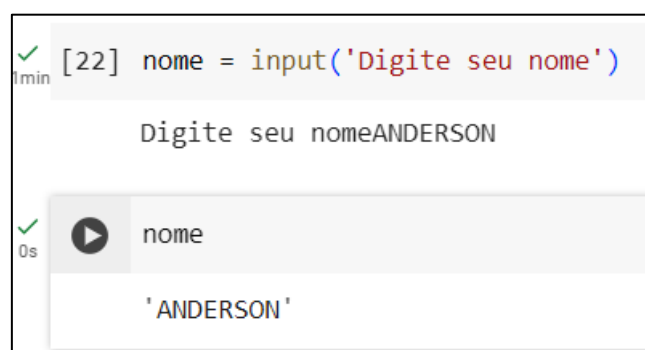 [22] nome = input('Digite seu nome')
1min
Digite seu nomeANDERSON
nome
0s
'ANDERSON'